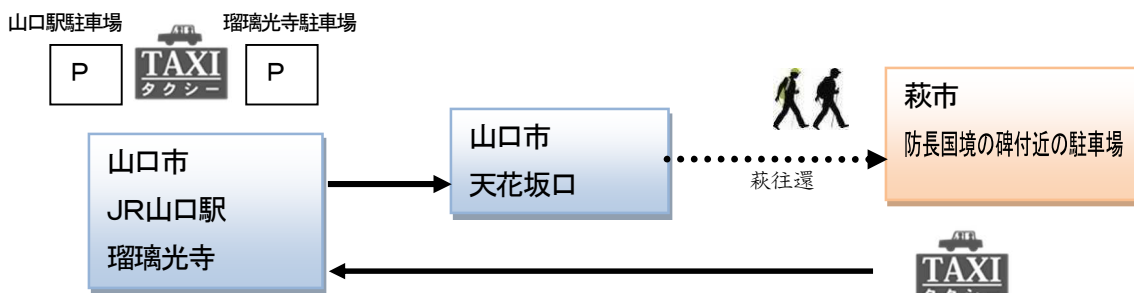 山口駅駐車場
瑠璃光寺駐車場
P
TAXI
タクシー
P
山口市
JR山口駅
瑠璃光寺
山口市
天花坂口
萩往還
萩市
防長国境の碑付近の駐車場
TAXI